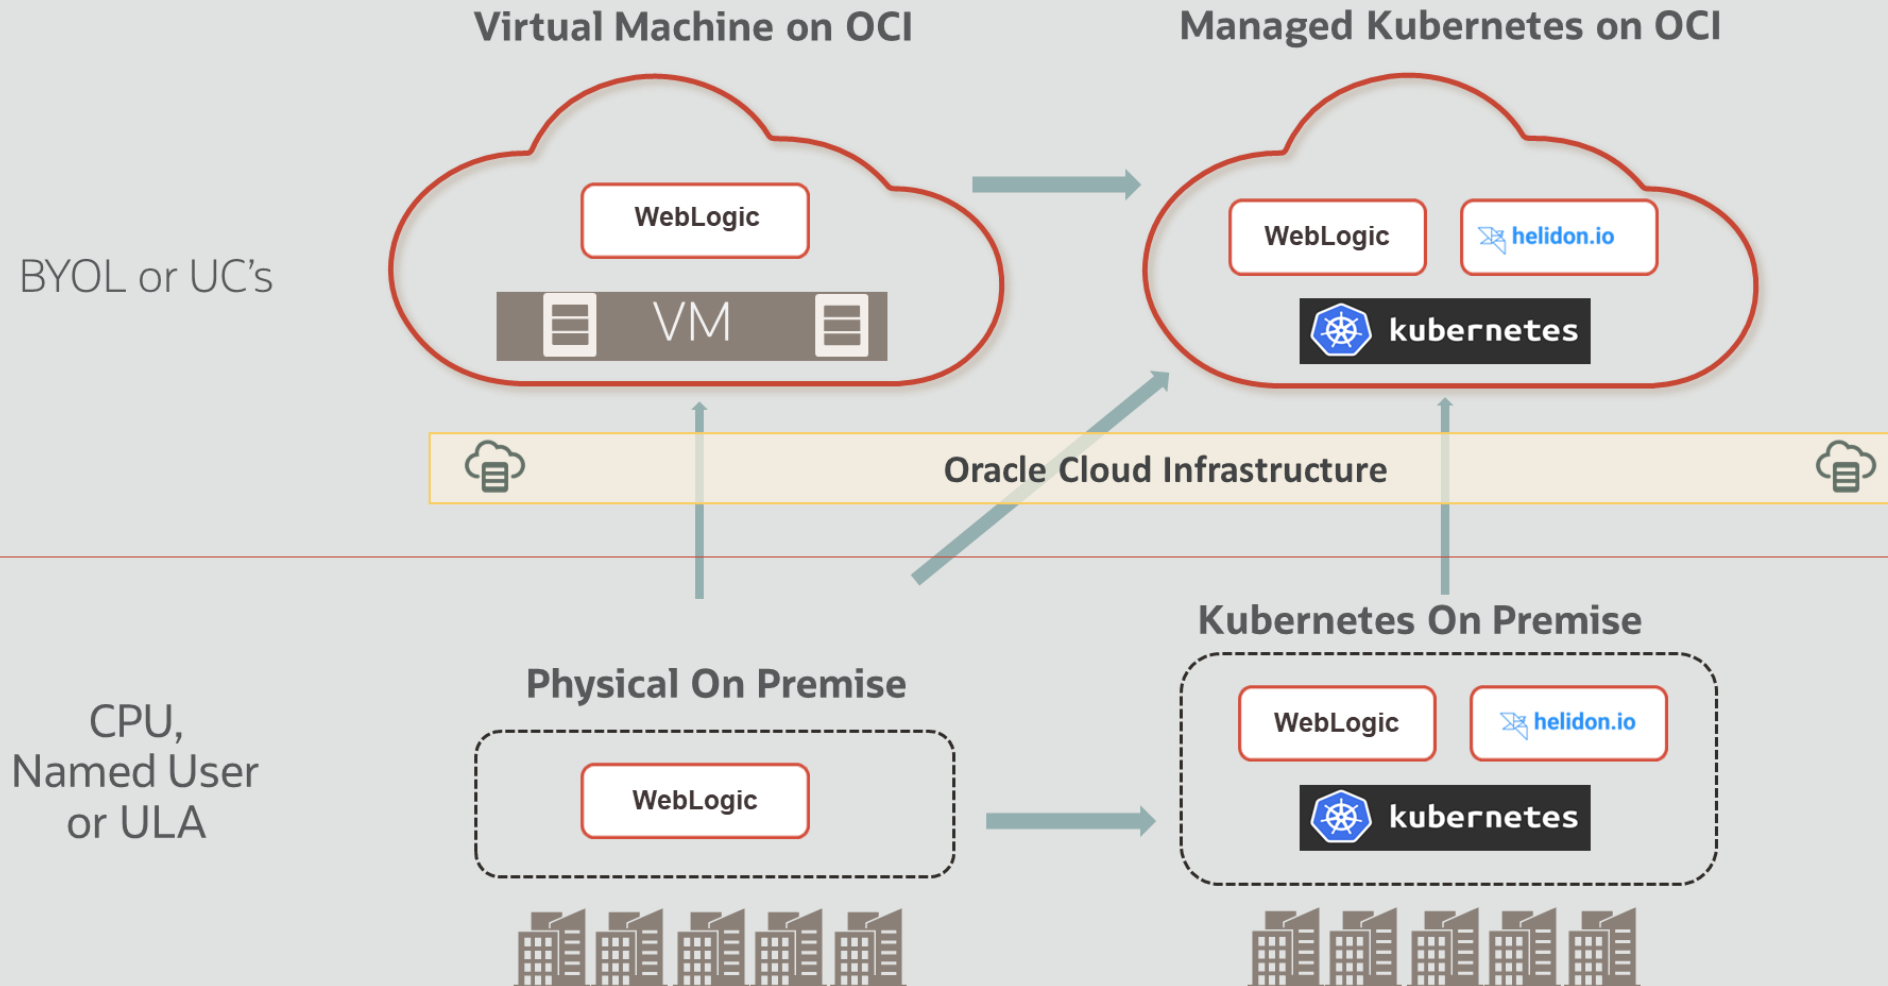 Virtual Machine on OCI
Managed Kubernetes on OCI
WebLogic
WebLogic
helidon.io
BYOL or UC’s
VM
kubernetes
Oracle Cloud Infrastructure
Kubernetes On Premise
Physical On Premise
CPU,
Named User
or ULA
WebLogic
WebLogic
helidon.io
kubernetes